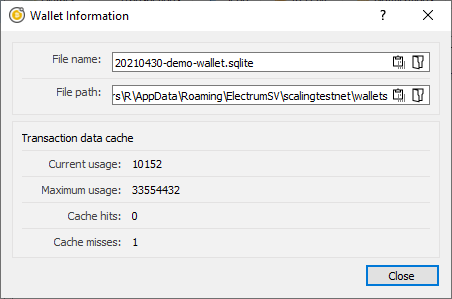 Wallet Information
File name: 20210430-demo-wallet.sqlite
File path: rs\R\AppData\Roaming\ElectrumSV\scalingtestnet\wallets
Transaction data cache
Current usage: 10152
Maximum usage: 33554432
Cache hits: 0
Cache misses: 1
Close